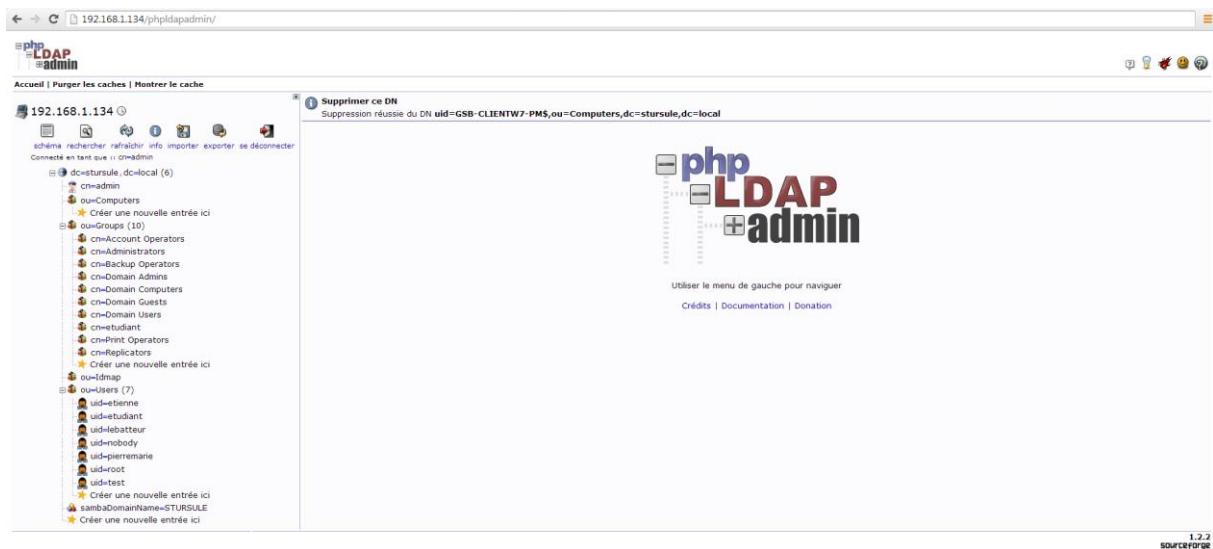 192.168.1.134/phpldapadmin/
php
LDAP
admin
Accueil | Purger les caches | Montrer le cache
192.168.1.134
schéma rechercher rafraîchir info importer exporter se déconnecter
Connecté en tant que :: cn=admin
dc=stursule,dc=local (6)
cn=admin
ou=Computers
Créer une nouvelle entrée ici
ou=Groups (10)
cn=Account Operators
cn=Administrators
cn=Backup Operators
cn=Domain Admins
cn=Domain Computers
cn=Domain Guests
cn=Domain Users
cn=etudiant
cn=Print Operators
cn=Replicators
Créer une nouvelle entrée ici
ou=Idmap
ou=Users (7)
uid=etienne
uid=etudiant
uid=lebatteur
uid=nobody
uid=pierremarie
uid=root
uid=test
Créer une nouvelle entrée ici
sambaDomainName=STURSULE
Créer une nouvelle entrée ici
Supprimer ce DN
Suppression réussie du DN uid=GSB-CLIENTW7-PM$,ou=Computers,dc=stursule,dc=local
php
LDAP
admin
Utiliser le menu de gauche pour naviguer
Crédits | Documentation | Donation
1.2.2
sourceforge